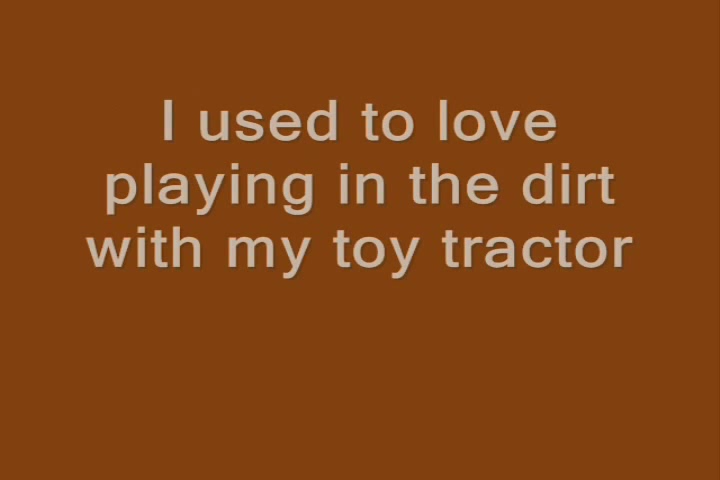 I used to love
playing in the dirt
with my toy tractor